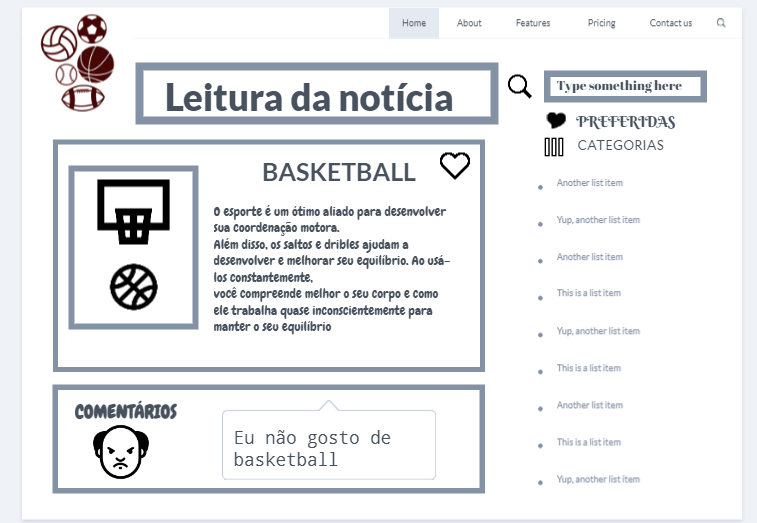 Home About Features Pricing Contact us
Leitura da notícia
Type something here
PREFERIDAS
CATEGORIAS
BASKETBALL
O esporte é um ótimo aliado para desenvolver
sua coordenação motora.
Além disso, os saltos e dribles ajudam a
desenvolver e melhorar seu equilíbrio. Ao usá-
los constantemente,
você compreende melhor o seu corpo e como
ele trabalha quase inconscientemente para
manter o seu equilíbrio
Another list item
Yup, another list item
Another list item
This is a list item
Yup, another list item
This is a list item
Another list item
This is a list item
Yup, another list item
COMENTÁRIOS
Eu não gosto de
basketball